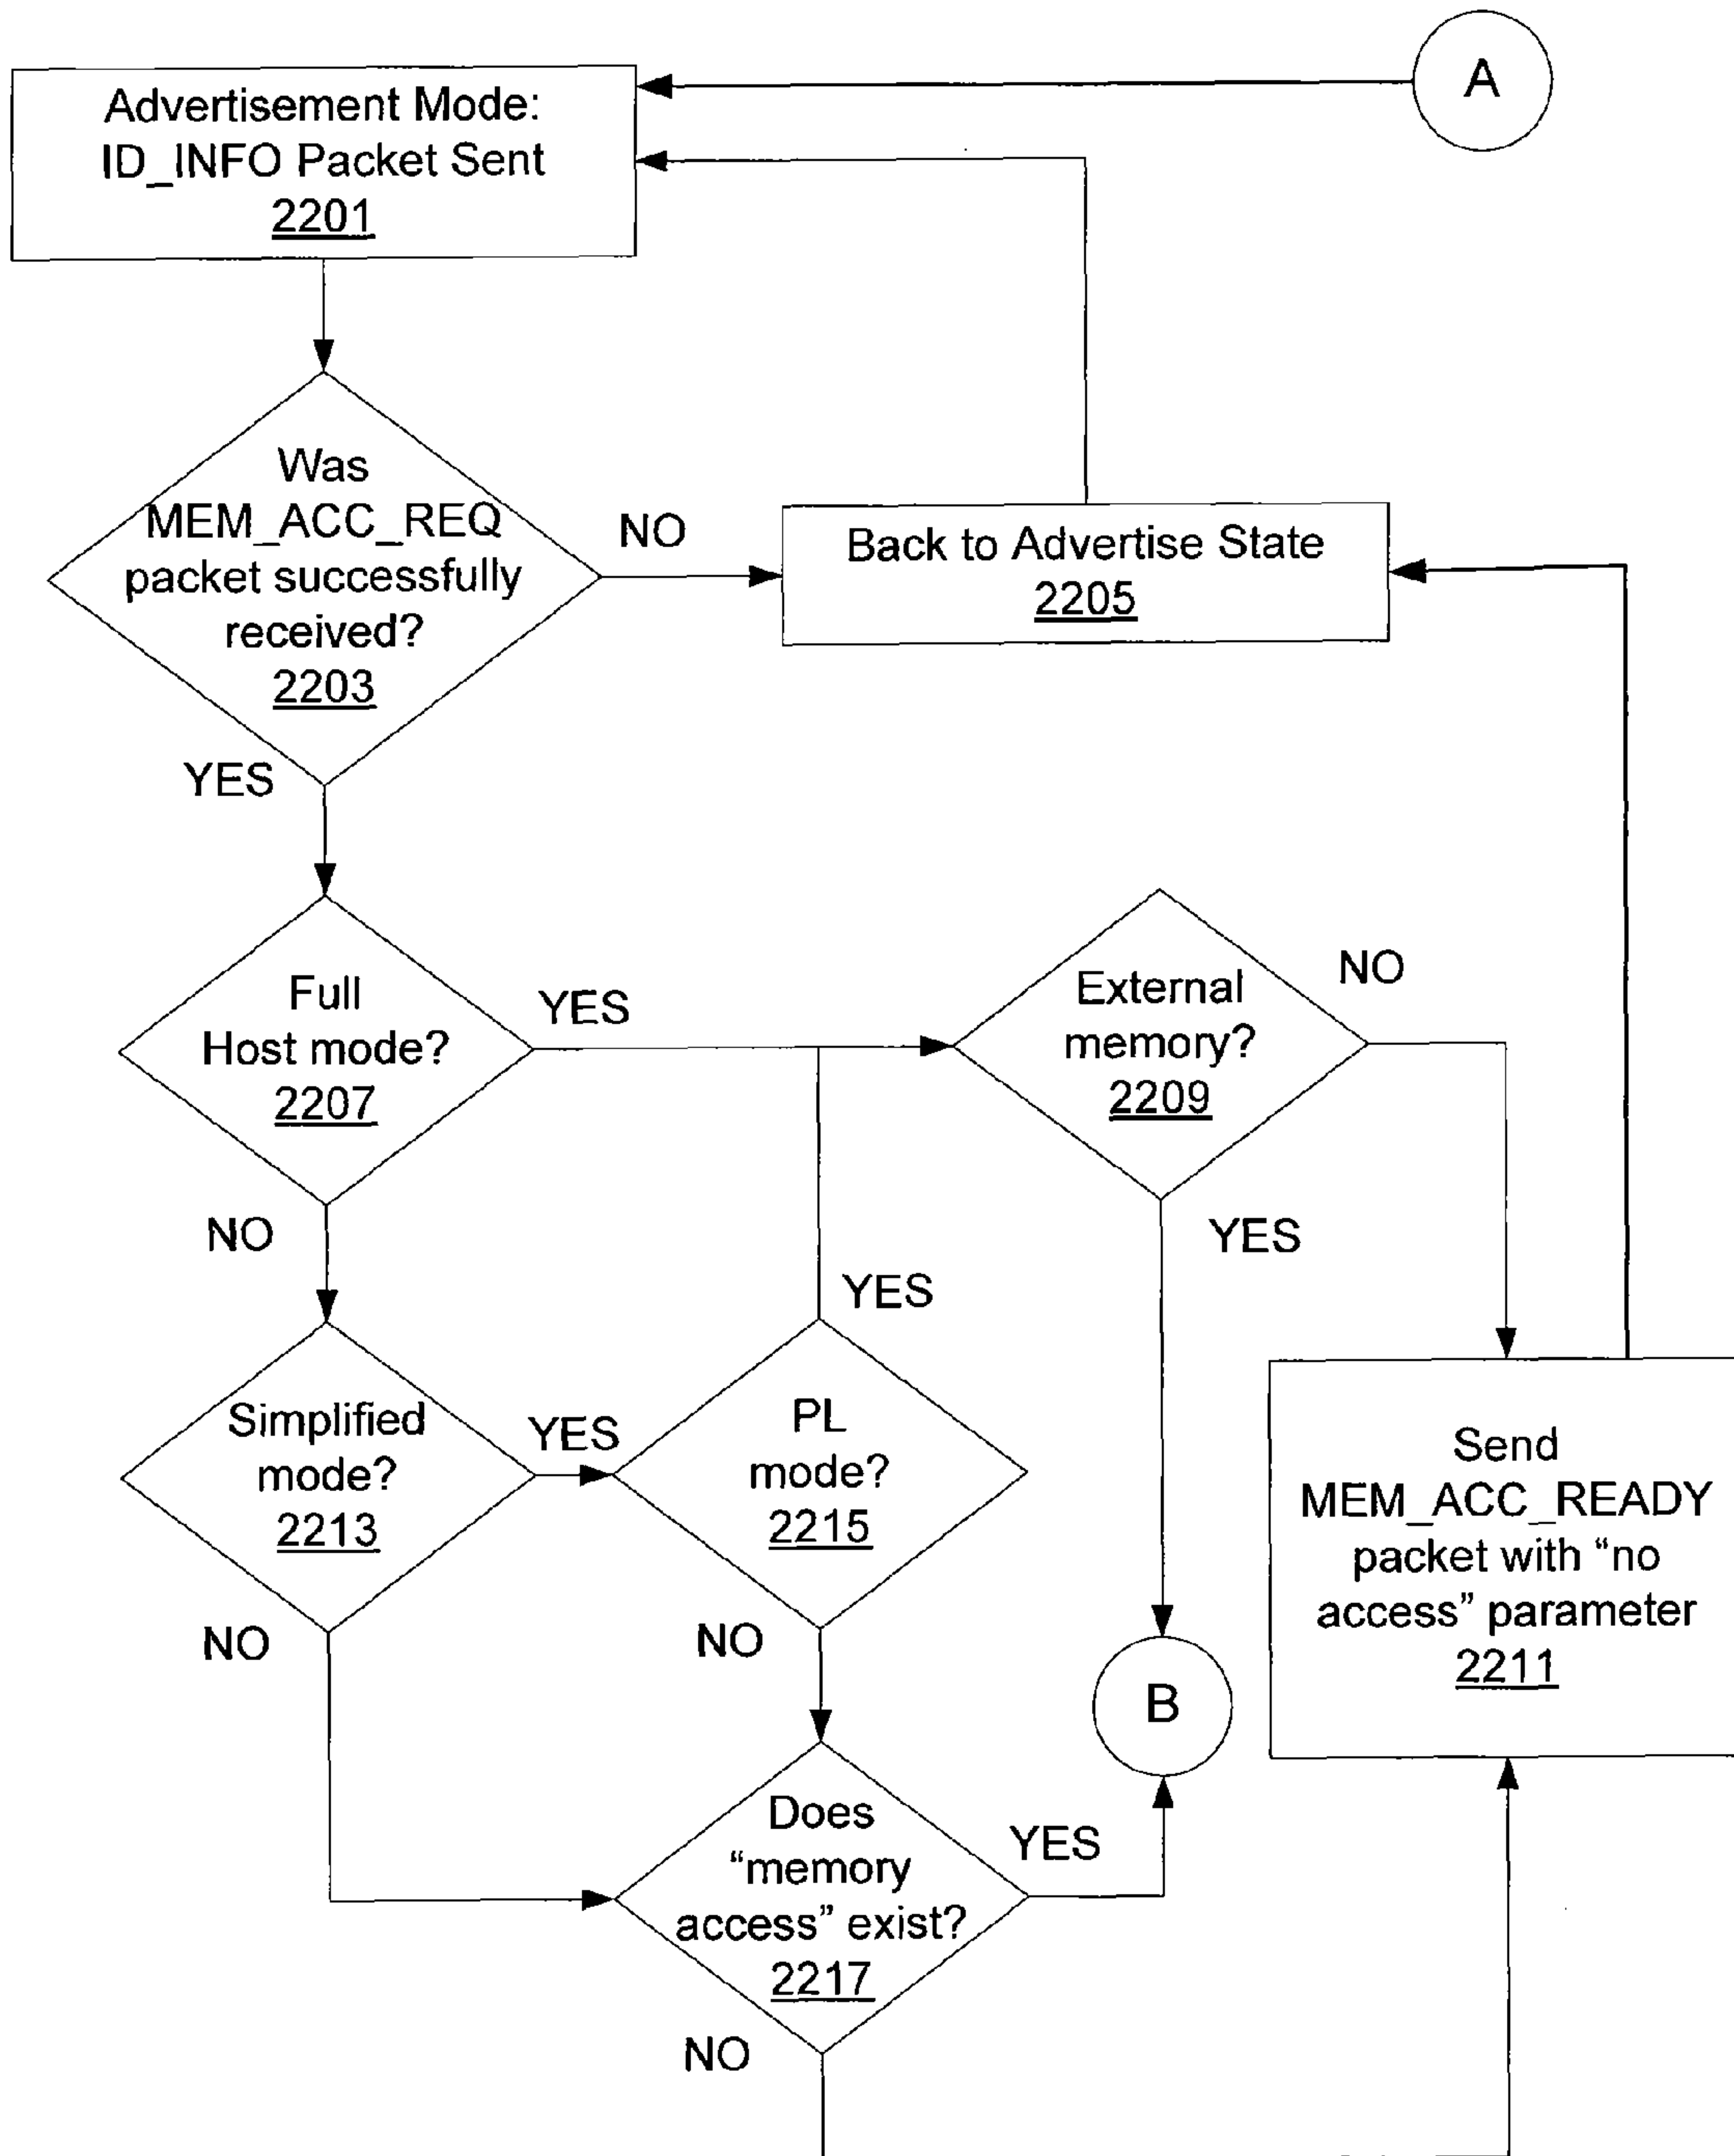 A
Advertisement Mode:
ID_INFO Packet Sent
2201
Was
MEM_ACC_REQ
packet successfully
received?
2203
NO
Back to Advertise State
2205
YES
Full
Host mode?
2207
YES
External
memory?
2209
NO
NO
YES
YES
Simplified
mode?
2213
YES
PL
mode?
2215
Send
MEM_ACC_READY
packet with “no
access” parameter
2211
NO
NO
B
Does
“memory
access” exist?
2217
YES
NO